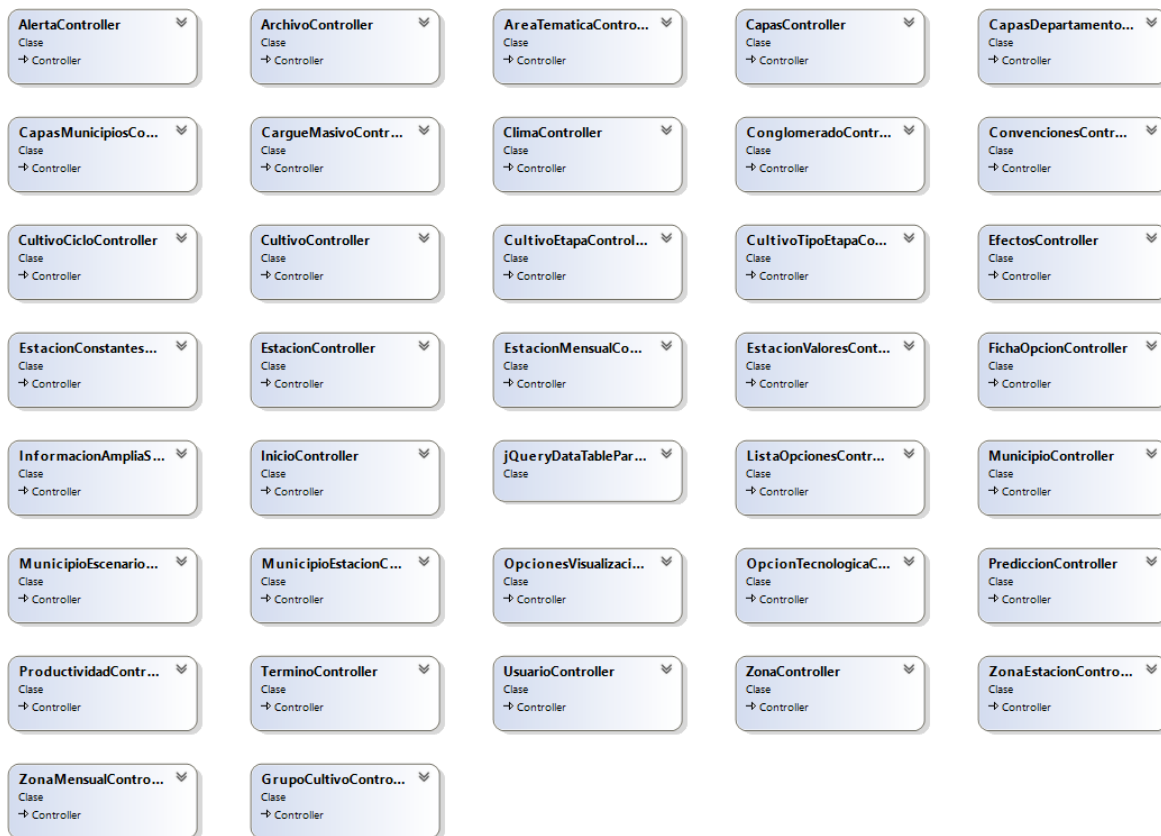 AlertaController
Clase
Controller
ArchivoController
Clase
Controller
AreaTematicaContro...
Clase
Controller
CapasController
Clase
Controller
CapasDepartamento...
Clase
Controller
CapasMunicipiosCo...
Clase
Controller
CargueMasivoContr...
Clase
Controller
ClimaController
Clase
Controller
ConglomeradoContr...
Clase
Controller
ConvencionesContr...
Clase
Controller
CultivoCicloController
Clase
Controller
CultivoController
Clase
Controller
CultivoEtapaControl...
Clase
Controller
CultivoTipoEtapaCo...
Clase
Controller
EfectosController
Clase
Controller
EstacionConstantes...
Clase
Controller
EstacionController
Clase
Controller
EstacionMensualCo...
Clase
Controller
EstacionValoresCont...
Clase
Controller
FichaOpcionController
Clase
Controller
InformacionAmpliaS...
Clase
Controller
InicioController
Clase
Controller
jQueryDataTablePar...
Clase
ListaOpcionesContr...
Clase
Controller
MunicipioController
Clase
Controller
MunicipioEscenario...
Clase
Controller
MunicipioEstacionC...
Clase
Controller
OpcionesVisualizaci...
Clase
Controller
OpcionTecnologicaC...
Clase
Controller
PrediccionController
Clase
Controller
ProductividadContr...
Clase
Controller
TerminoController
Clase
Controller
UsuarioController
Clase
Controller
ZonaController
Clase
Controller
ZonaEstacionContro...
Clase
Controller
ZonaMensualContro...
Clase
Controller
GrupoCultivoContro...
Clase
Controller